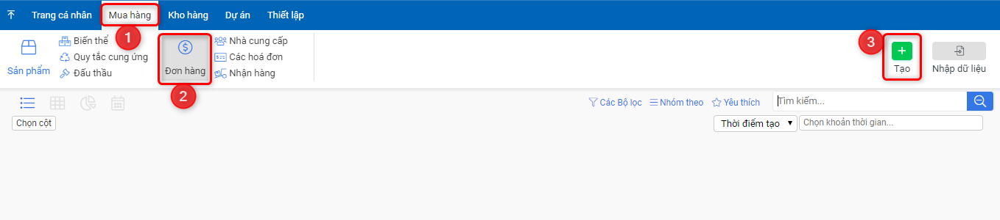 Trang cá nhân Mua hàng Kho hàng Dự án Thiết lập
1
Sản phẩm
Biến thể
Quy tắc cung ứng
Đấu thầu
Đơn hàng
2
Nhà cung cấp
Các hoá đơn
Nhận hàng
3
Tạo
Nhập dữ liệu
Các Bộ lọc Nhóm theo Yêu thích Tìm kiếm...
Chọn cột
Thời điểm tạo Chọn khoản thời gian...